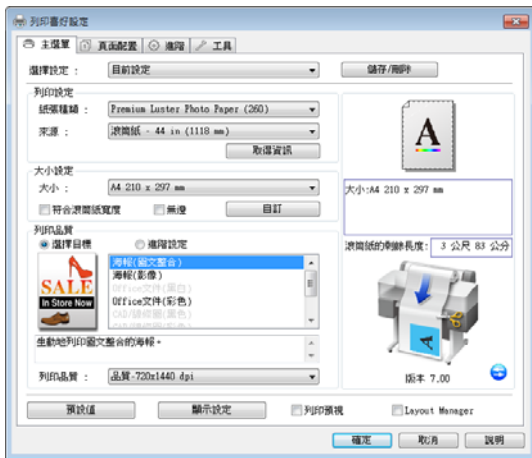 列印喜好設定
主選單 頁面配置 進階 工具
選擇設定： 目前設定 儲存/刪除
列印設定
紙張種類： Premium Luster Photo Paper (260)
來源： 滾筒紙 - 44 in (1118 mm)
取得資訊
大小設定
大小： A4 210 x 297 mm
符合滾筒紙寬度 無邊 自訂
列印品質
選擇目標 進階設定
SALE
In Store Now
海報(圖文整合)
海報(影像)
Office文件(黑白)
Office文件(彩色)
CAD/線條圖(黑色)
生動地列印圖文整合的海報。
列印品質： 品質-720x1440 dpi
A
大小:A4 210 x 297 mm
滾筒紙的剩餘長度: 3 公尺 83 公分
A
版本 7.00
預設值 顯示設定 列印預視 Layout Manager
確定 取消 說明